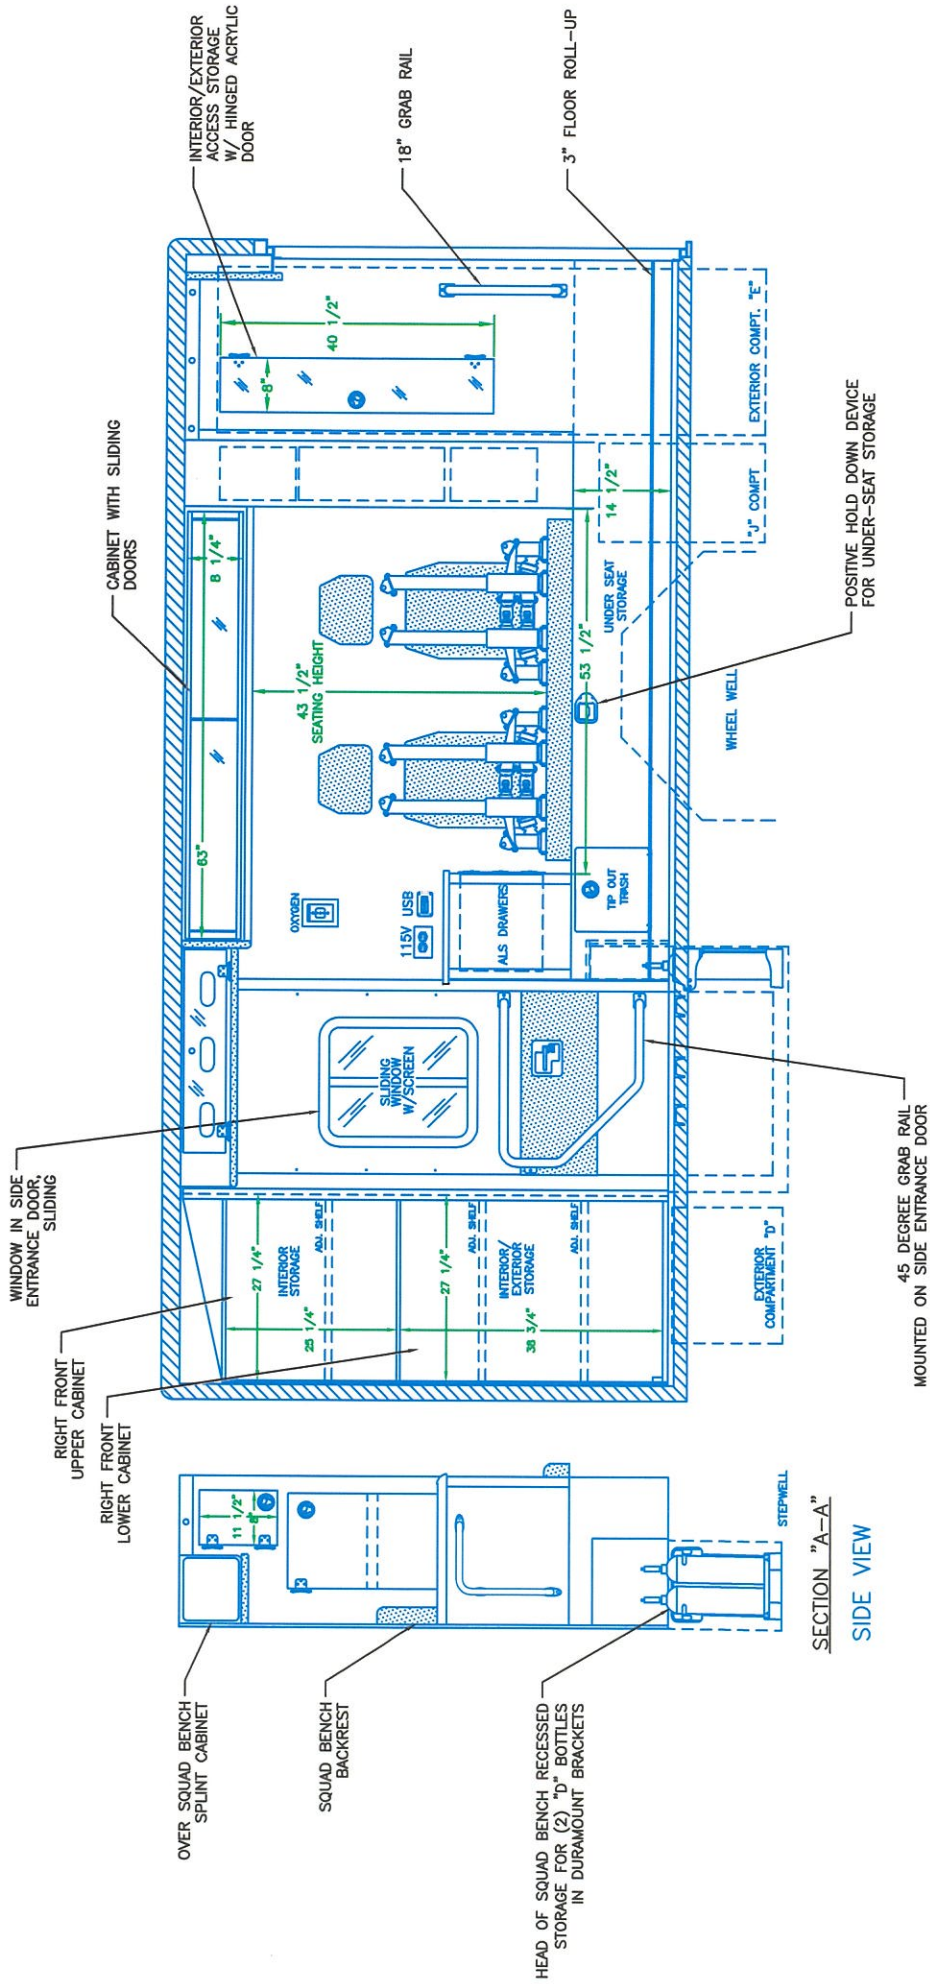 WINDOW IN SIDE
ENTRANCE DOOR,
SLIDING
RIGHT FRONT
UPPER CABINET
RIGHT FRONT
LOWER CABINET
CABINET WITH SLIDING
DOORS
INTERIOR/EXTERIOR
ACCESS STORAGE
W/ HINGED ACRYLIC
DOOR
18" GRAB RAIL
3" FLOOR ROLL-UP
OVER SQUAD BENCH
SPLINT CABINET
SQUAD BENCH
BACKREST
HEAD OF SQUAD BENCH RECESSED
STORAGE FOR (2) "D" BOTTLES
IN DURAMOUNT BRACKETS
11 1/2"
8"
STEPWELL
27 1/4"
INTERIOR
STORAGE
25 1/4"
ADJ. SHELF
27 1/4"
ADJ. SHELF
INTERIOR/
EXTERIOR
STORAGE
38 3/4"
ADJ. SHELF
EXTERIOR
COMPARTMENT "D"
SLIDING
WINDOW
W/SCREEN
63"
8 1/4"
OXYGEN
115V USB
ALS DRAWERS
TIP OUT
TRASH
43 1/2"
SEATING HEIGHT
53 1/2"
UNDER SEAT
STORAGE
14 1/2"
WHEEL WELL
"J" COMPT
8"
40 1/2"
EXTERIOR COMPT. "E"
45 DEGREE GRAB RAIL
MOUNTED ON SIDE ENTRANCE DOOR
POSITIVE HOLD DOWN DEVICE
FOR UNDER-SEAT STORAGE
SECTION "A-A"
SIDE VIEW